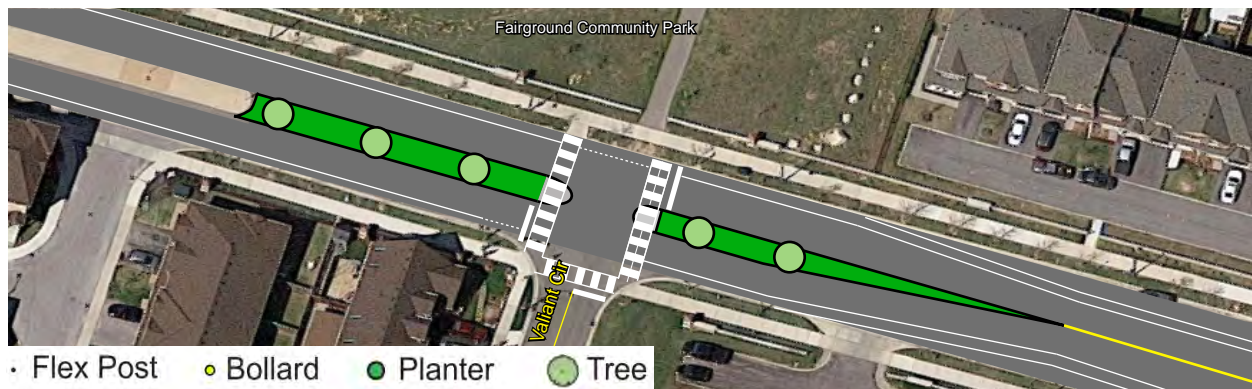 Fairground Community Park
Valiant Cir
Flex Post
Bollard
Planter
Tree